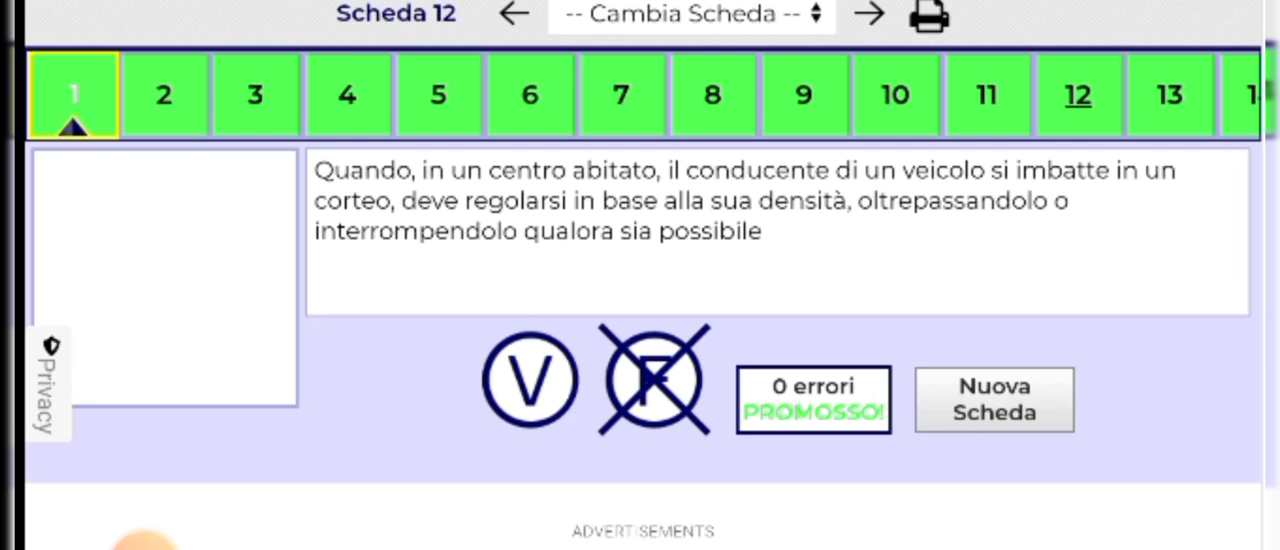 Scheda 12
-- Cambia Scheda --
1 2 3 4 5 6 7 8 9 10 11 12 13
Quando, in un centro abitato, il conducente di un veicolo si imbatte in un
corteo, deve regolarsi in base alla sua densità, oltrepassandolo o
interrompendolo qualora sia possibile
Privacy
V F
0 errori
PROMOSSO!
Nuova
Scheda
ADVERTISEMENTS